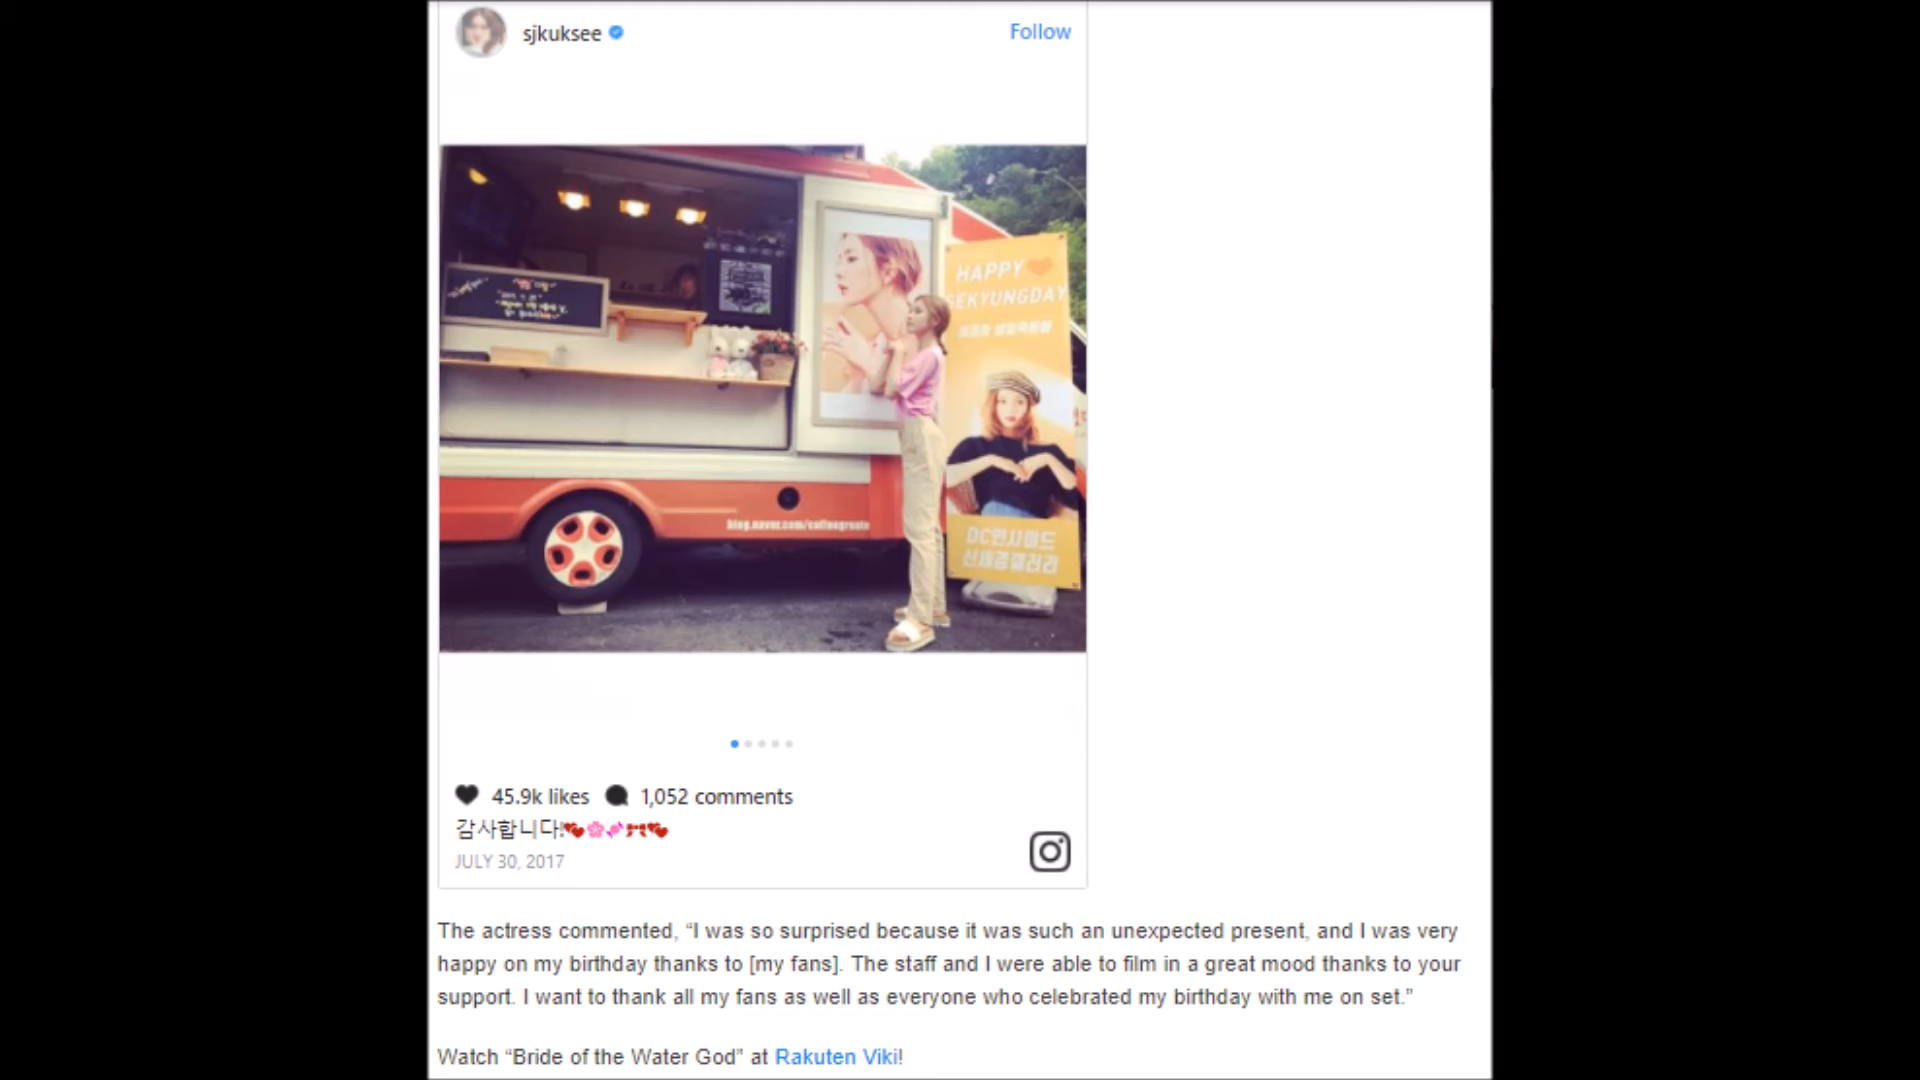 sjkuksee
Follow
HAPPY
SEKYUNGDAY
blog.naver.com/coffeegreate
DC인사이드
신세경갤러리
45.9k likes 1,052 comments
감사합니다!💕🌸🍬🎀💕
JULY 30, 2017
The actress commented, “I was so surprised because it was such an unexpected present, and I was very
happy on my birthday thanks to [my fans]. The staff and I were able to film in a great mood thanks to your
support. I want to thank all my fans as well as everyone who celebrated my birthday with me on set.”
Watch “Bride of the Water God” at Rakuten Viki!